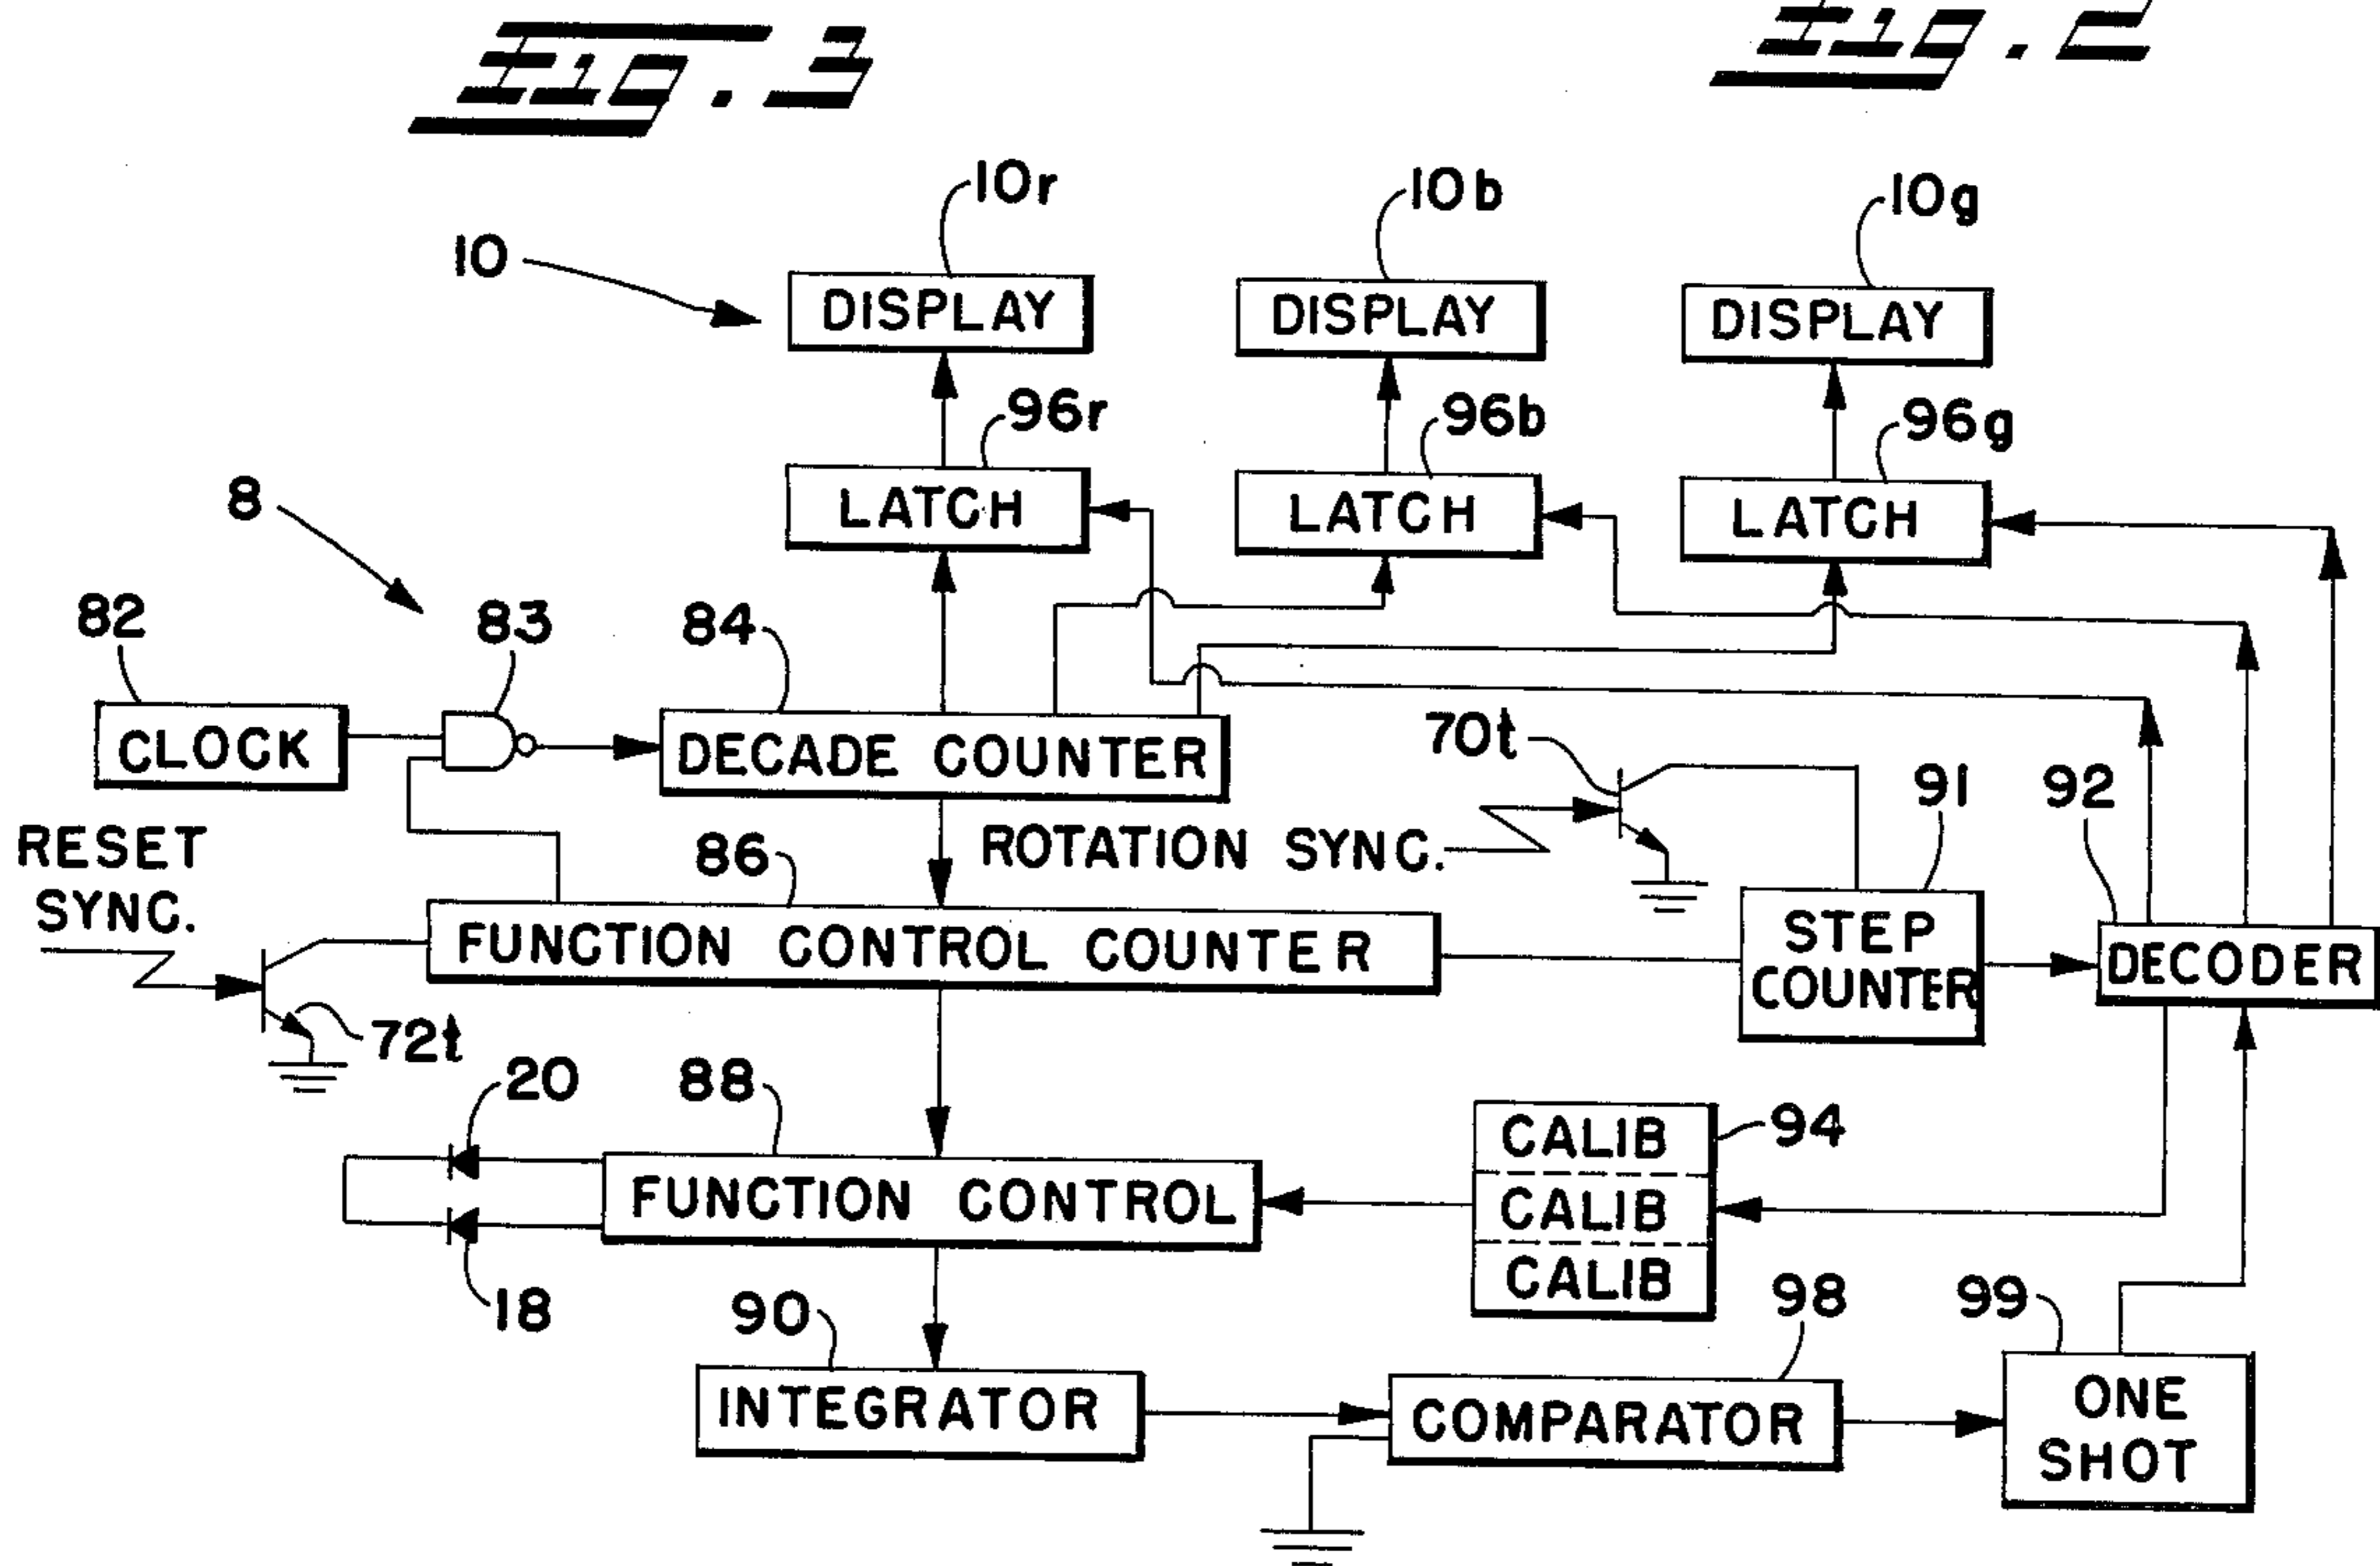 Fig. 3
Fig. 2
10r
10b
10g
10
DISPLAY
DISPLAY
DISPLAY
96r
96b
96g
8
LATCH
LATCH
LATCH
82
83
84
CLOCK
DECADE COUNTER
70t
91
92
RESET
SYNC.
86
ROTATION SYNC.
FUNCTION CONTROL COUNTER
STEP
COUNTER
DECODER
72t
20
88
CALIB
94
FUNCTION CONTROL
CALIB
18
CALIB
90
98
99
INTEGRATOR
COMPARATOR
ONE
SHOT